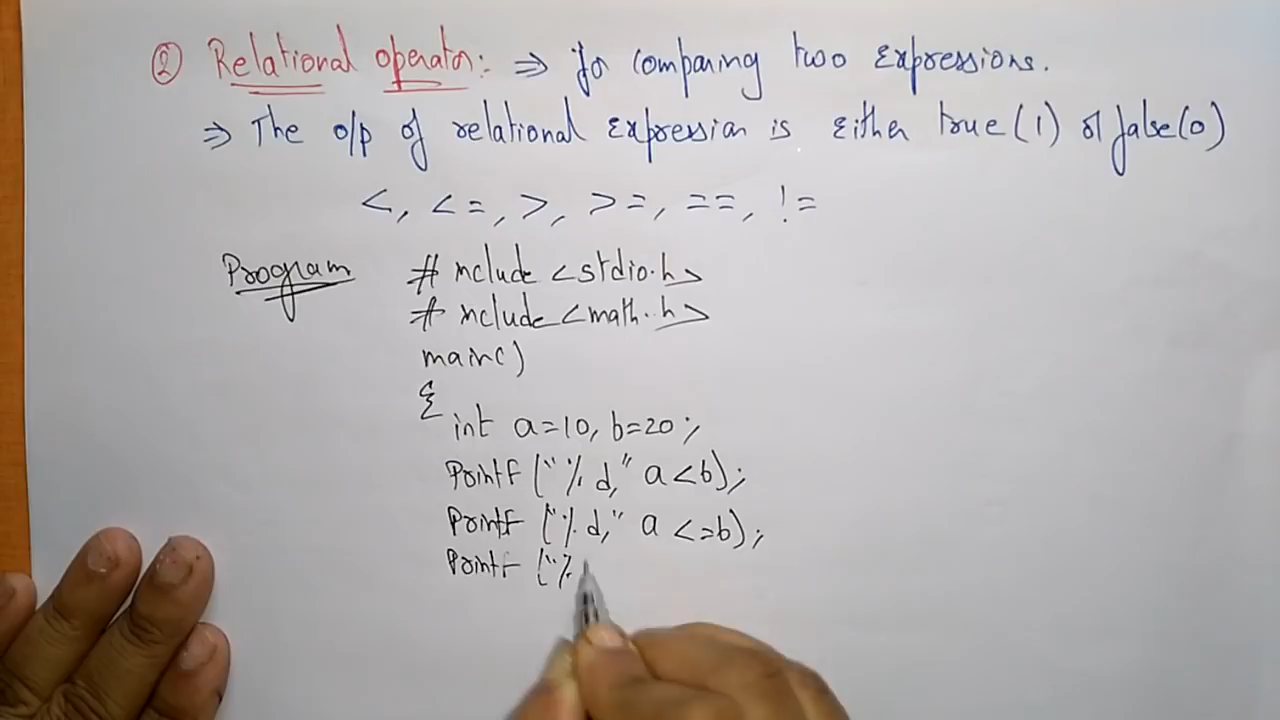 ② Relational operator: ⇒ for comparing two expressions.
⇒ The o/p of relational expression is either true(1) or false(0)
<, <=, >, >=, ==, !=
Program
# include <stdio.h>
# include <math.h>
main()
{
int a=10, b=20;
Printf ("%d," a<b);
Printf ("%d," a <=b);
Printf ("%